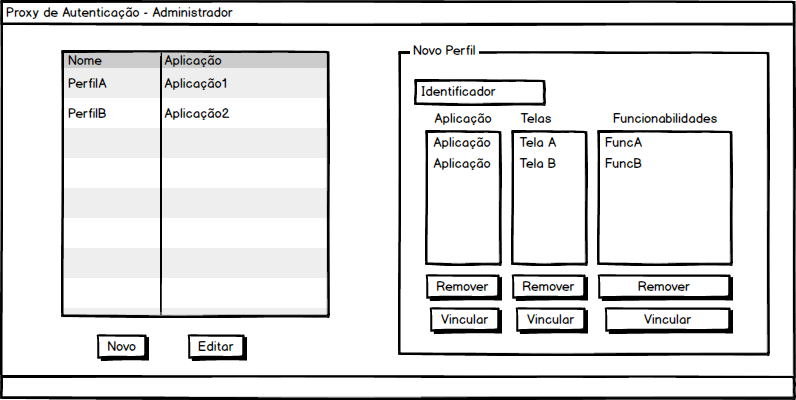 Proxy de Autenticação - Administrador
Nome Aplicação
PerfilA Aplicação1
PerfilB Aplicação2
Novo Editar
Novo Perfil
Identificador
Aplicação Telas Funcionabilidades
Aplicação Tela A FuncA
Aplicação Tela B FuncB
Remover Remover Remover
Vincular Vincular Vincular